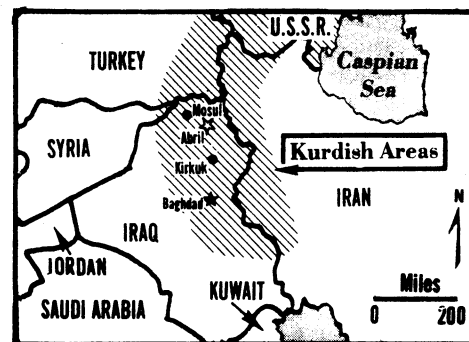 U.S.S.R.
TURKEY
Caspian
Sea
Mosul
Abril
SYRIA
Kurdish Areas
Kirkuk
IRAN
Baghdad
N
IRAQ
JORDAN
Miles
KUWAIT
SAUDI ARABIA
0 200